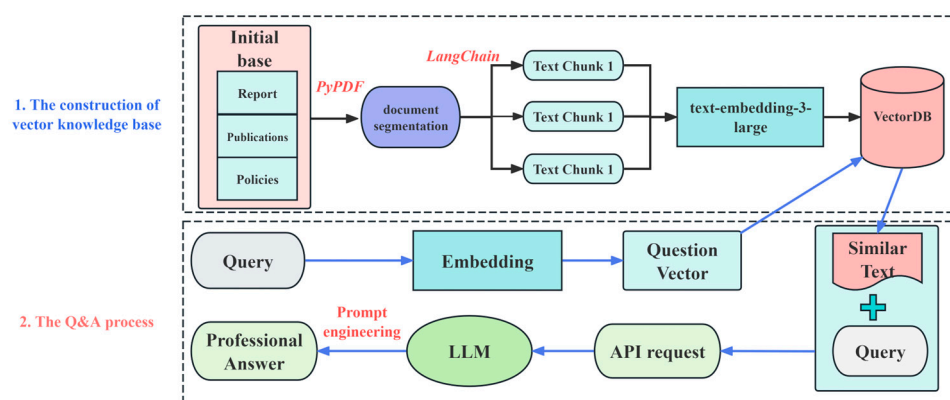 Initial
base
Report
Publications
Policies
PyPDF
document
segmentation
LangChain
Text Chunk 1
Text Chunk 1
Text Chunk 1
text-embedding-3-
large
VectorDB
1. The construction of
vector knowledge base
Query
Embedding
Question
Vector
Similar
Text
Query
2. The Q&A process
Professional
Answer
Prompt
engineering
LLM
API request